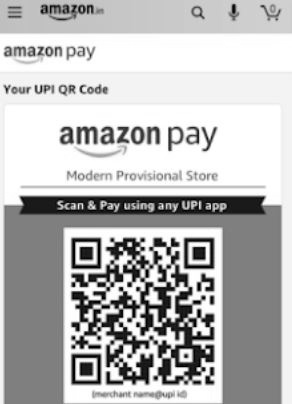 amazon.in
amazon pay
Your UPI QR Code
amazon pay
Modern Provisional Store
Scan & Pay using any UPI app
(merchant name@upi id)